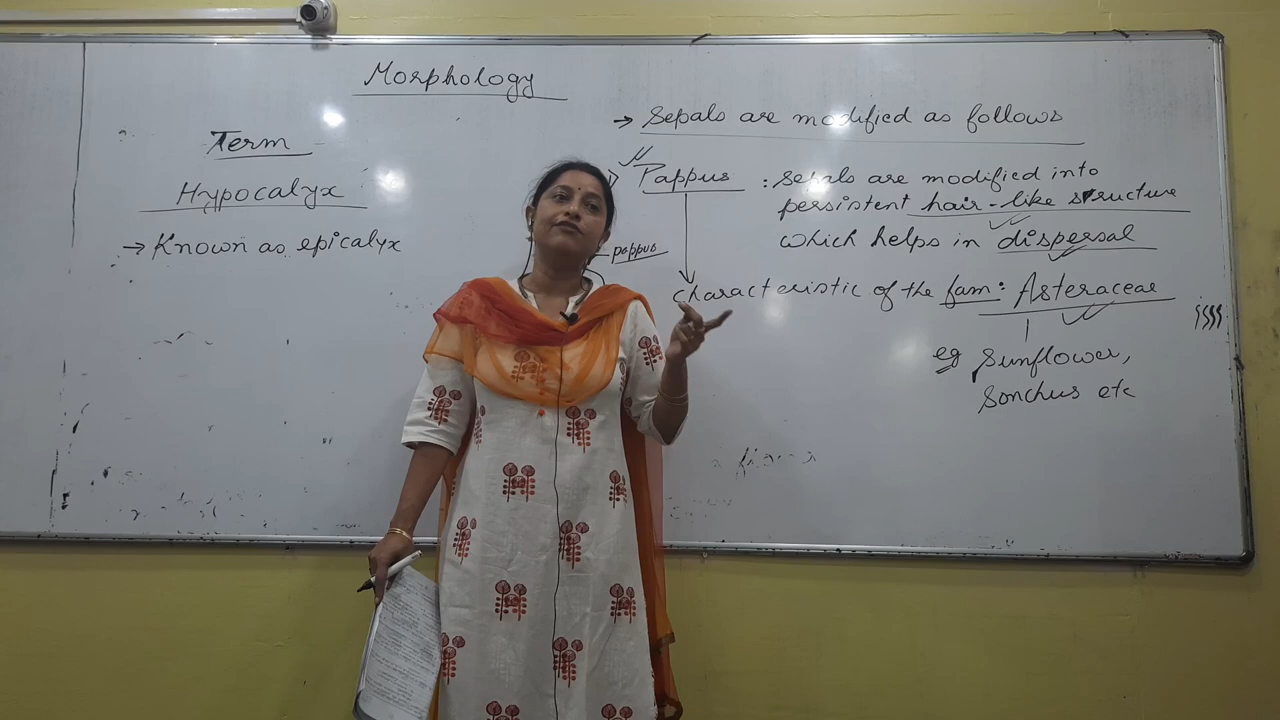 Morphology
Term
Hypocalyx
→ Known as epicalyx
→ Sepals are modified as follows
Pappus : Sepals are modified into
persistent hair-like structure
which helps in dispersal
pappus
Characteristic of the fam: Asteraceae
eg Sunflower,
Sonchus etc